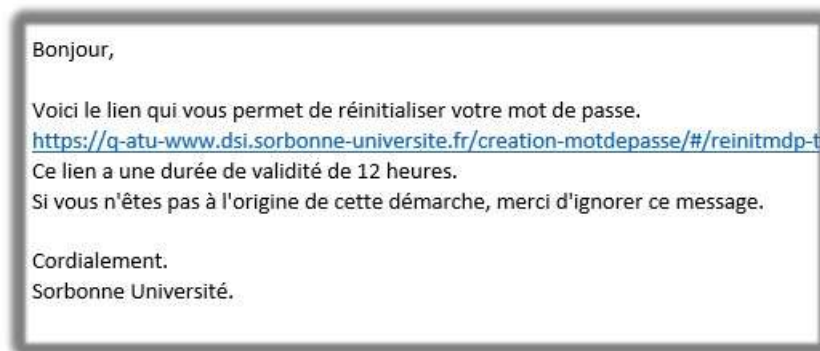 Bonjour,
Voici le lien qui vous permet de réinitialiser votre mot de passe.
https://q-atu-www.dsi.sorbonne-universite.fr/creation-motdepasse/#/reinitmdp-t
Ce lien a une durée de validité de 12 heures.
Si vous n'êtes pas à l'origine de cette démarche, merci d'ignorer ce message.
Cordialement.
Sorbonne Université.